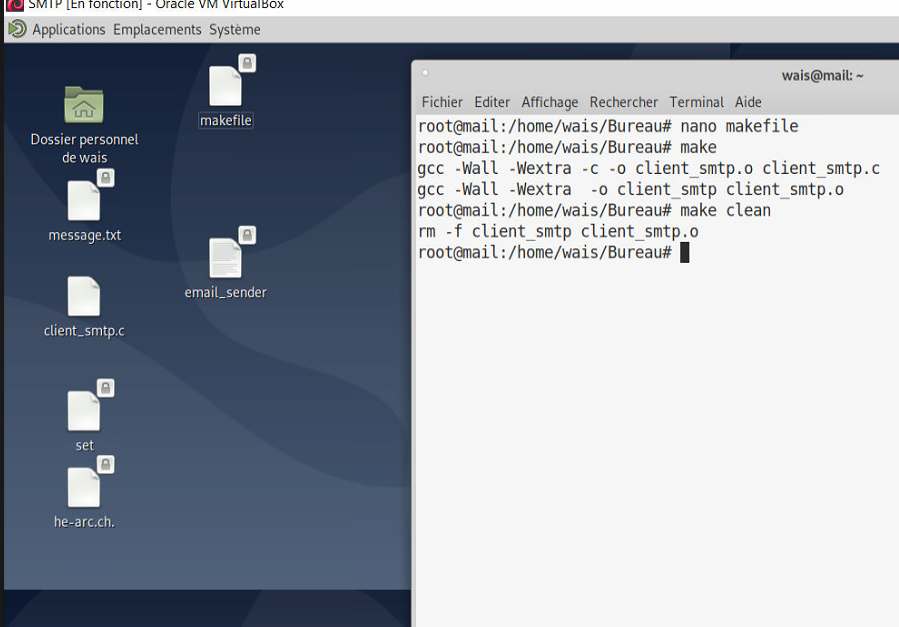 SMTP [En fonction] - Oracle VM VirtualBox
Applications Emplacements Système
makefile
Dossier personnel
de wais
message.txt
email_sender
client_smtp.c
set
he-arc.ch.
wais@mail: ~
Fichier Editer Affichage Rechercher Terminal Aide
root@mail:/home/wais/Bureau# nano makefile
root@mail:/home/wais/Bureau# make
gcc -Wall -Wextra -c -o client_smtp.o client_smtp.c
gcc -Wall -Wextra  -o client_smtp client_smtp.o
root@mail:/home/wais/Bureau# make clean
rm -f client_smtp client_smtp.o
root@mail:/home/wais/Bureau#